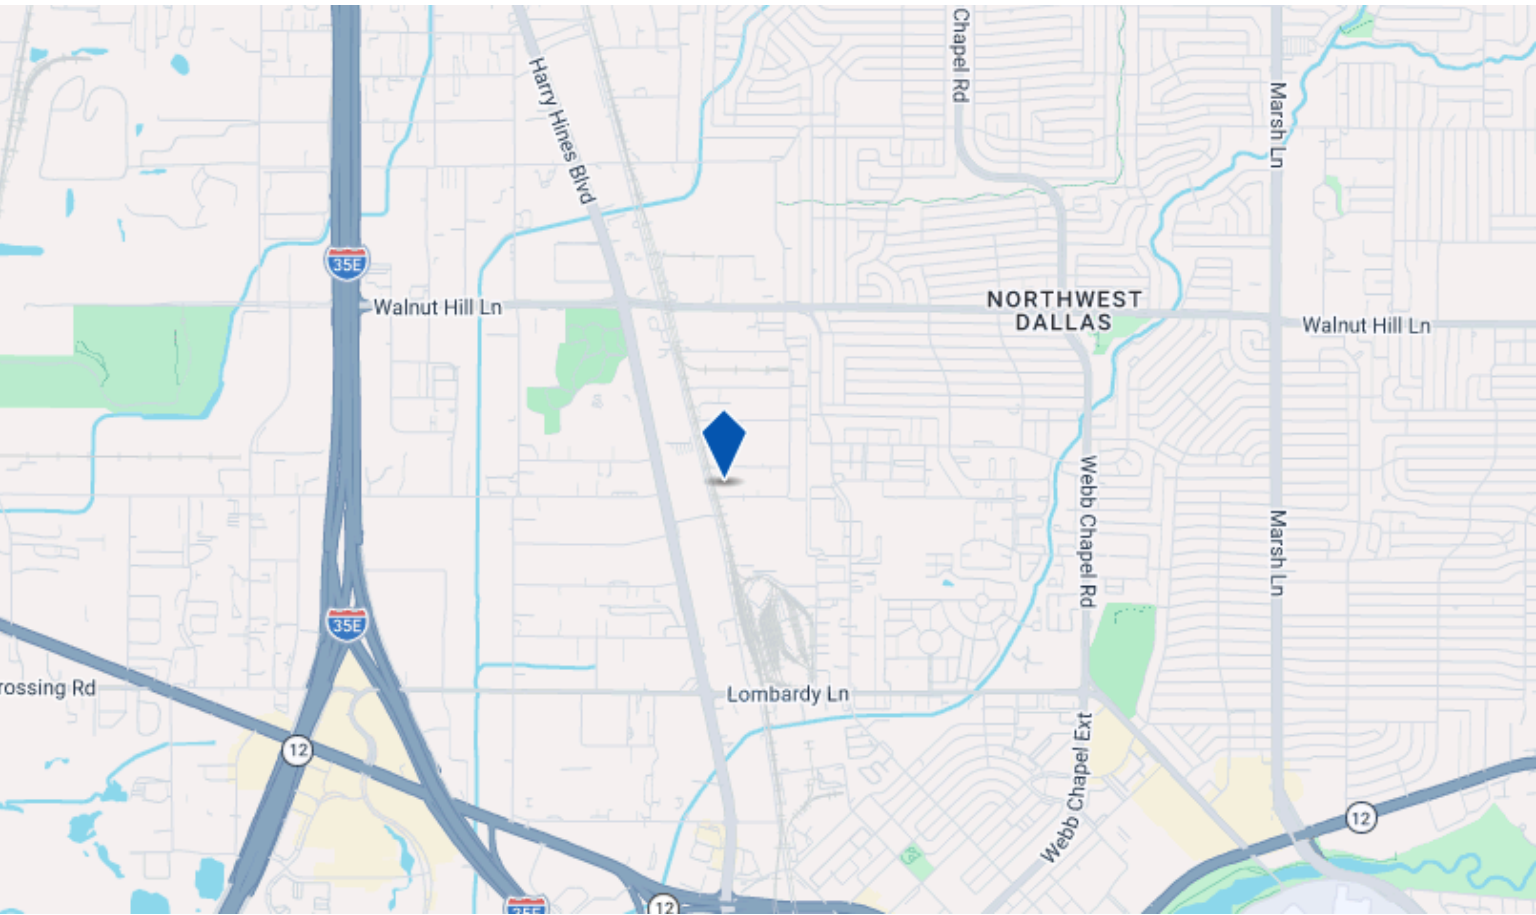 Chapel Rd
Harry Hines Blvd
Marsh Ln
35E
Walnut Hill Ln
NORTHWEST
DALLAS
Walnut Hill Ln
Webb Chapel Rd
Marsh Ln
35E
rossing Rd
Lombardy Ln
12
Webb Chapel Ext
12
35E
12